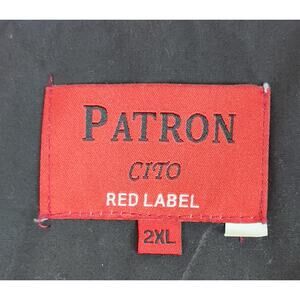 PATRON
CITO
RED LABEL
2XL